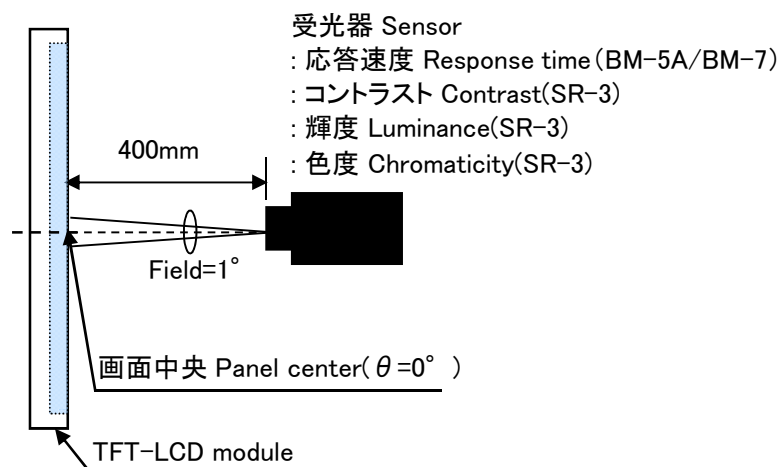 受光器 Sensor
: 応答速度 Response time(BM-5A/BM-7)
: コントラスト Contrast(SR-3)
: 輝度 Luminance(SR-3)
: 色度 Chromaticity(SR-3)
400mm
Field=1°
画面中央 Panel center(θ=0° )
TFT-LCD module